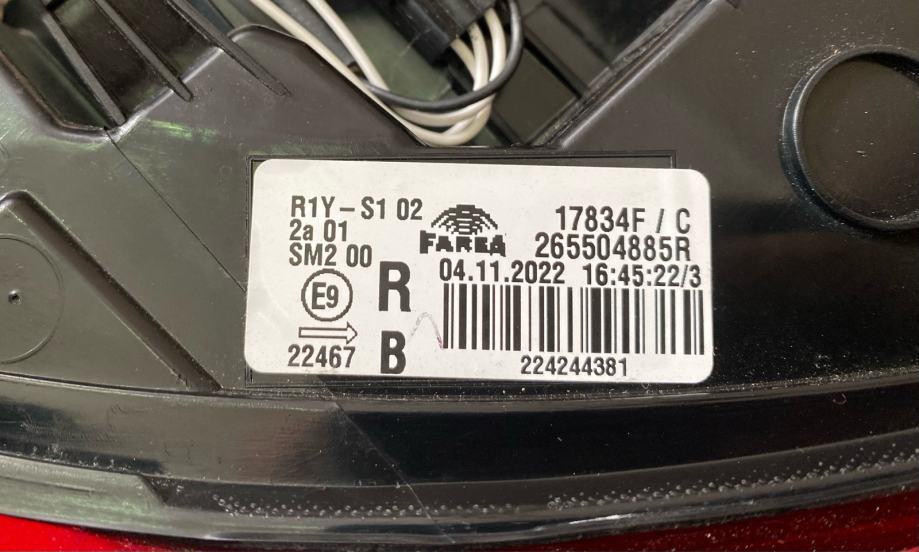 R1Y-S1 02
2a 01
SM2 00
E9
22467
R
B
FARBA
17834F / C
265504885R
04.11.2022 16:45:22/3
224244381